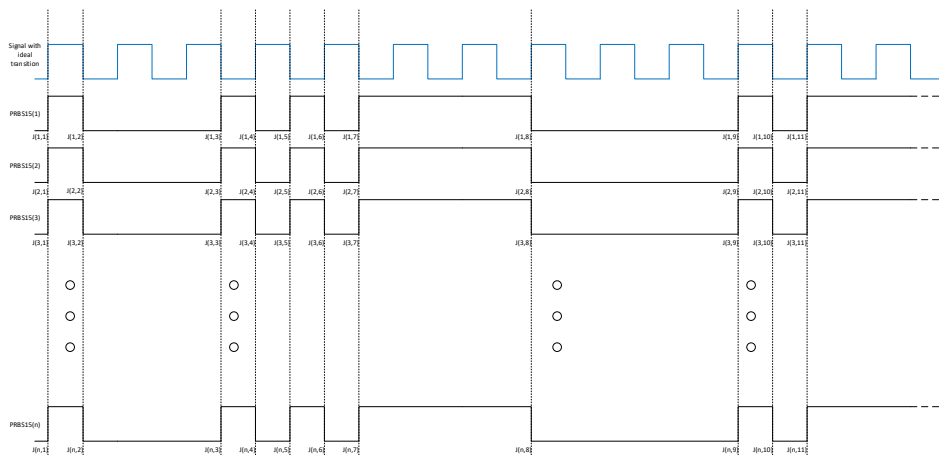 Signal with
ideal
transition
PRBS15(1)
J(1,1) J(1,2) J(1,3) J(1,4) J(1,5) J(1,6) J(1,7) J(1,8) J(1,9) J(1,10) J(1,11)
PRBS15(2)
J(2,1) J(2,2) J(2,3) J(2,4) J(2,5) J(2,6) J(2,7) J(2,8) J(2,9) J(2,10) J(2,11)
PRBS15(3)
J(3,1) J(3,2) J(3,3) J(3,4) J(3,5) J(3,6) J(3,7) J(3,8) J(3,9) J(3,10) J(3,11)
PRBS15(n)
J(n,1) J(n,2) J(n,3) J(n,4) J(n,5) J(n,6) J(n,7) J(n,8) J(n,9) J(n,10) J(n,11)